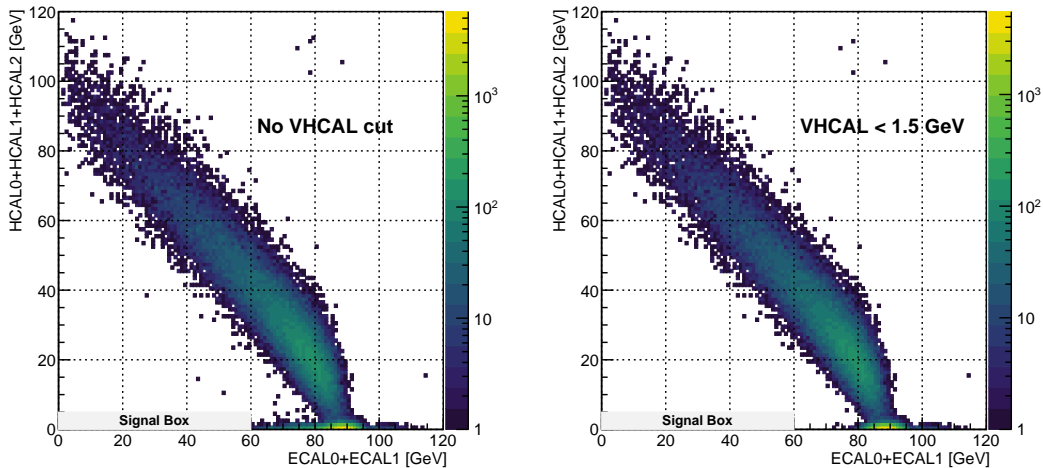 HCAL0+HCAL1+HCAL2 [GeV]
120
100
80
60
40
20
0
No VHCAL cut
Signal Box
0 20 40 60 80 100 120
ECAL0+ECAL1 [GeV]
10³
10²
10
1
HCAL0+HCAL1+HCAL2 [GeV]
120
100
80
60
40
20
0
VHCAL < 1.5 GeV
Signal Box
0 20 40 60 80 100 120
ECAL0+ECAL1 [GeV]
10³
10²
10
1